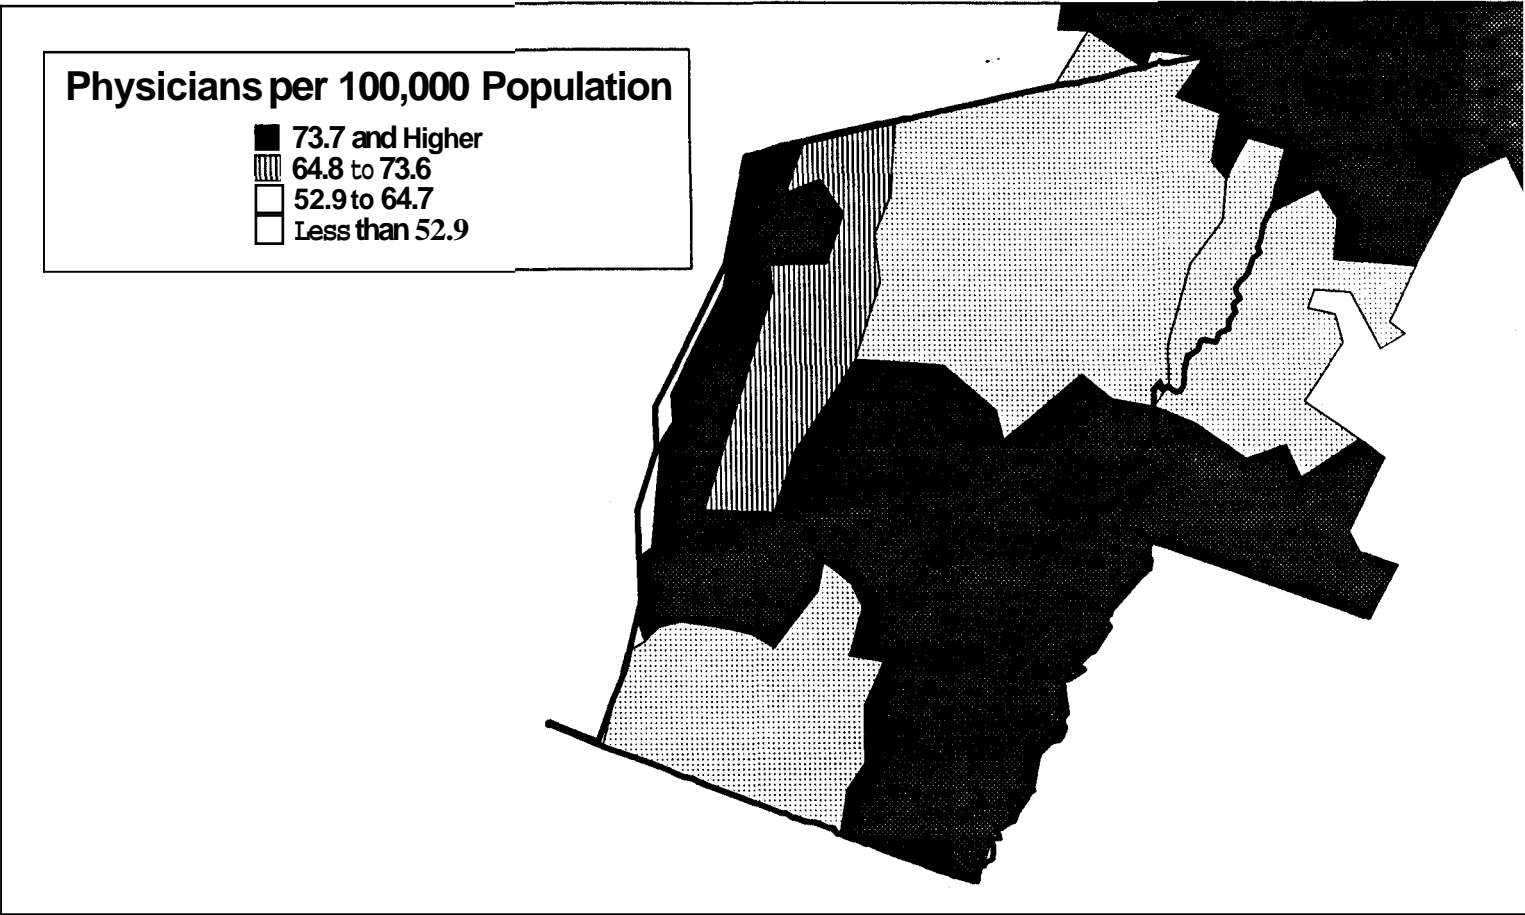 Physicians per 100,000 Population
73.7 and Higher
64.8 to 73.6
52.9 to 64.7
Less than 52.9